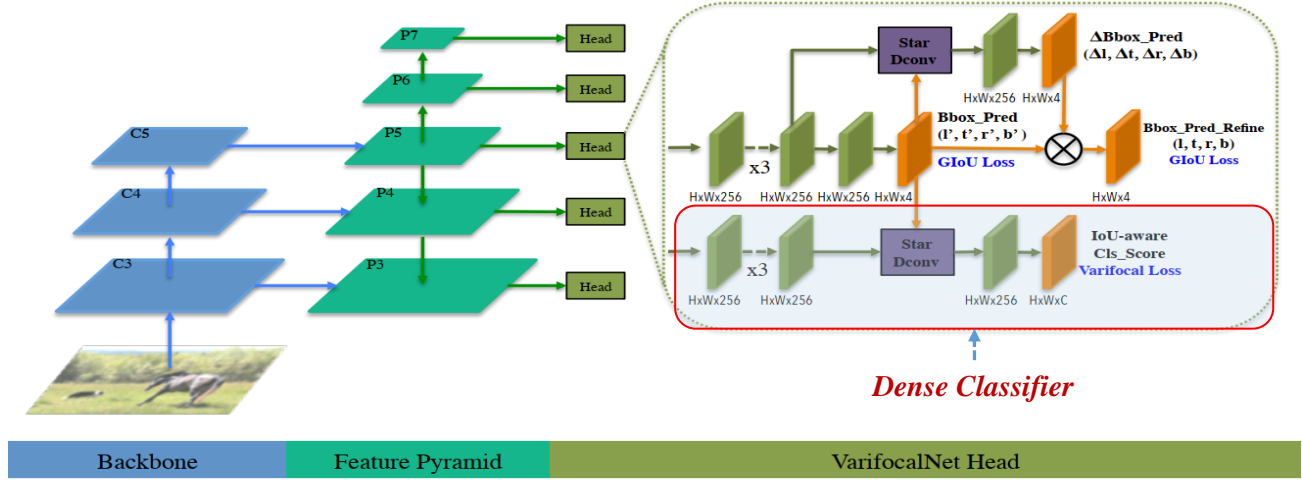 P7
Head
P6
Head
C5
P5
Head
C4
P4
Head
C3
P3
Head
Star
Dconv
HxWx256
HxWx4
ΔBbox_Pred
(Δl, Δt, Δr, Δb)
HxWx256
x3
HxWx256
HxWx256
HxWx4
Bbox_Pred
(l’, t’, r’, b’ )
GIoU Loss
HxWx4
Bbox_Pred_Refine
(l, t, r, b)
GIoU Loss
HxWx256
x3
HxWx256
Star
Dconv
HxWx256
HxWxC
IoU-aware
Cls_Score
Varifocal Loss
Dense Classifier
Backbone
Feature Pyramid
VarifocalNet Head